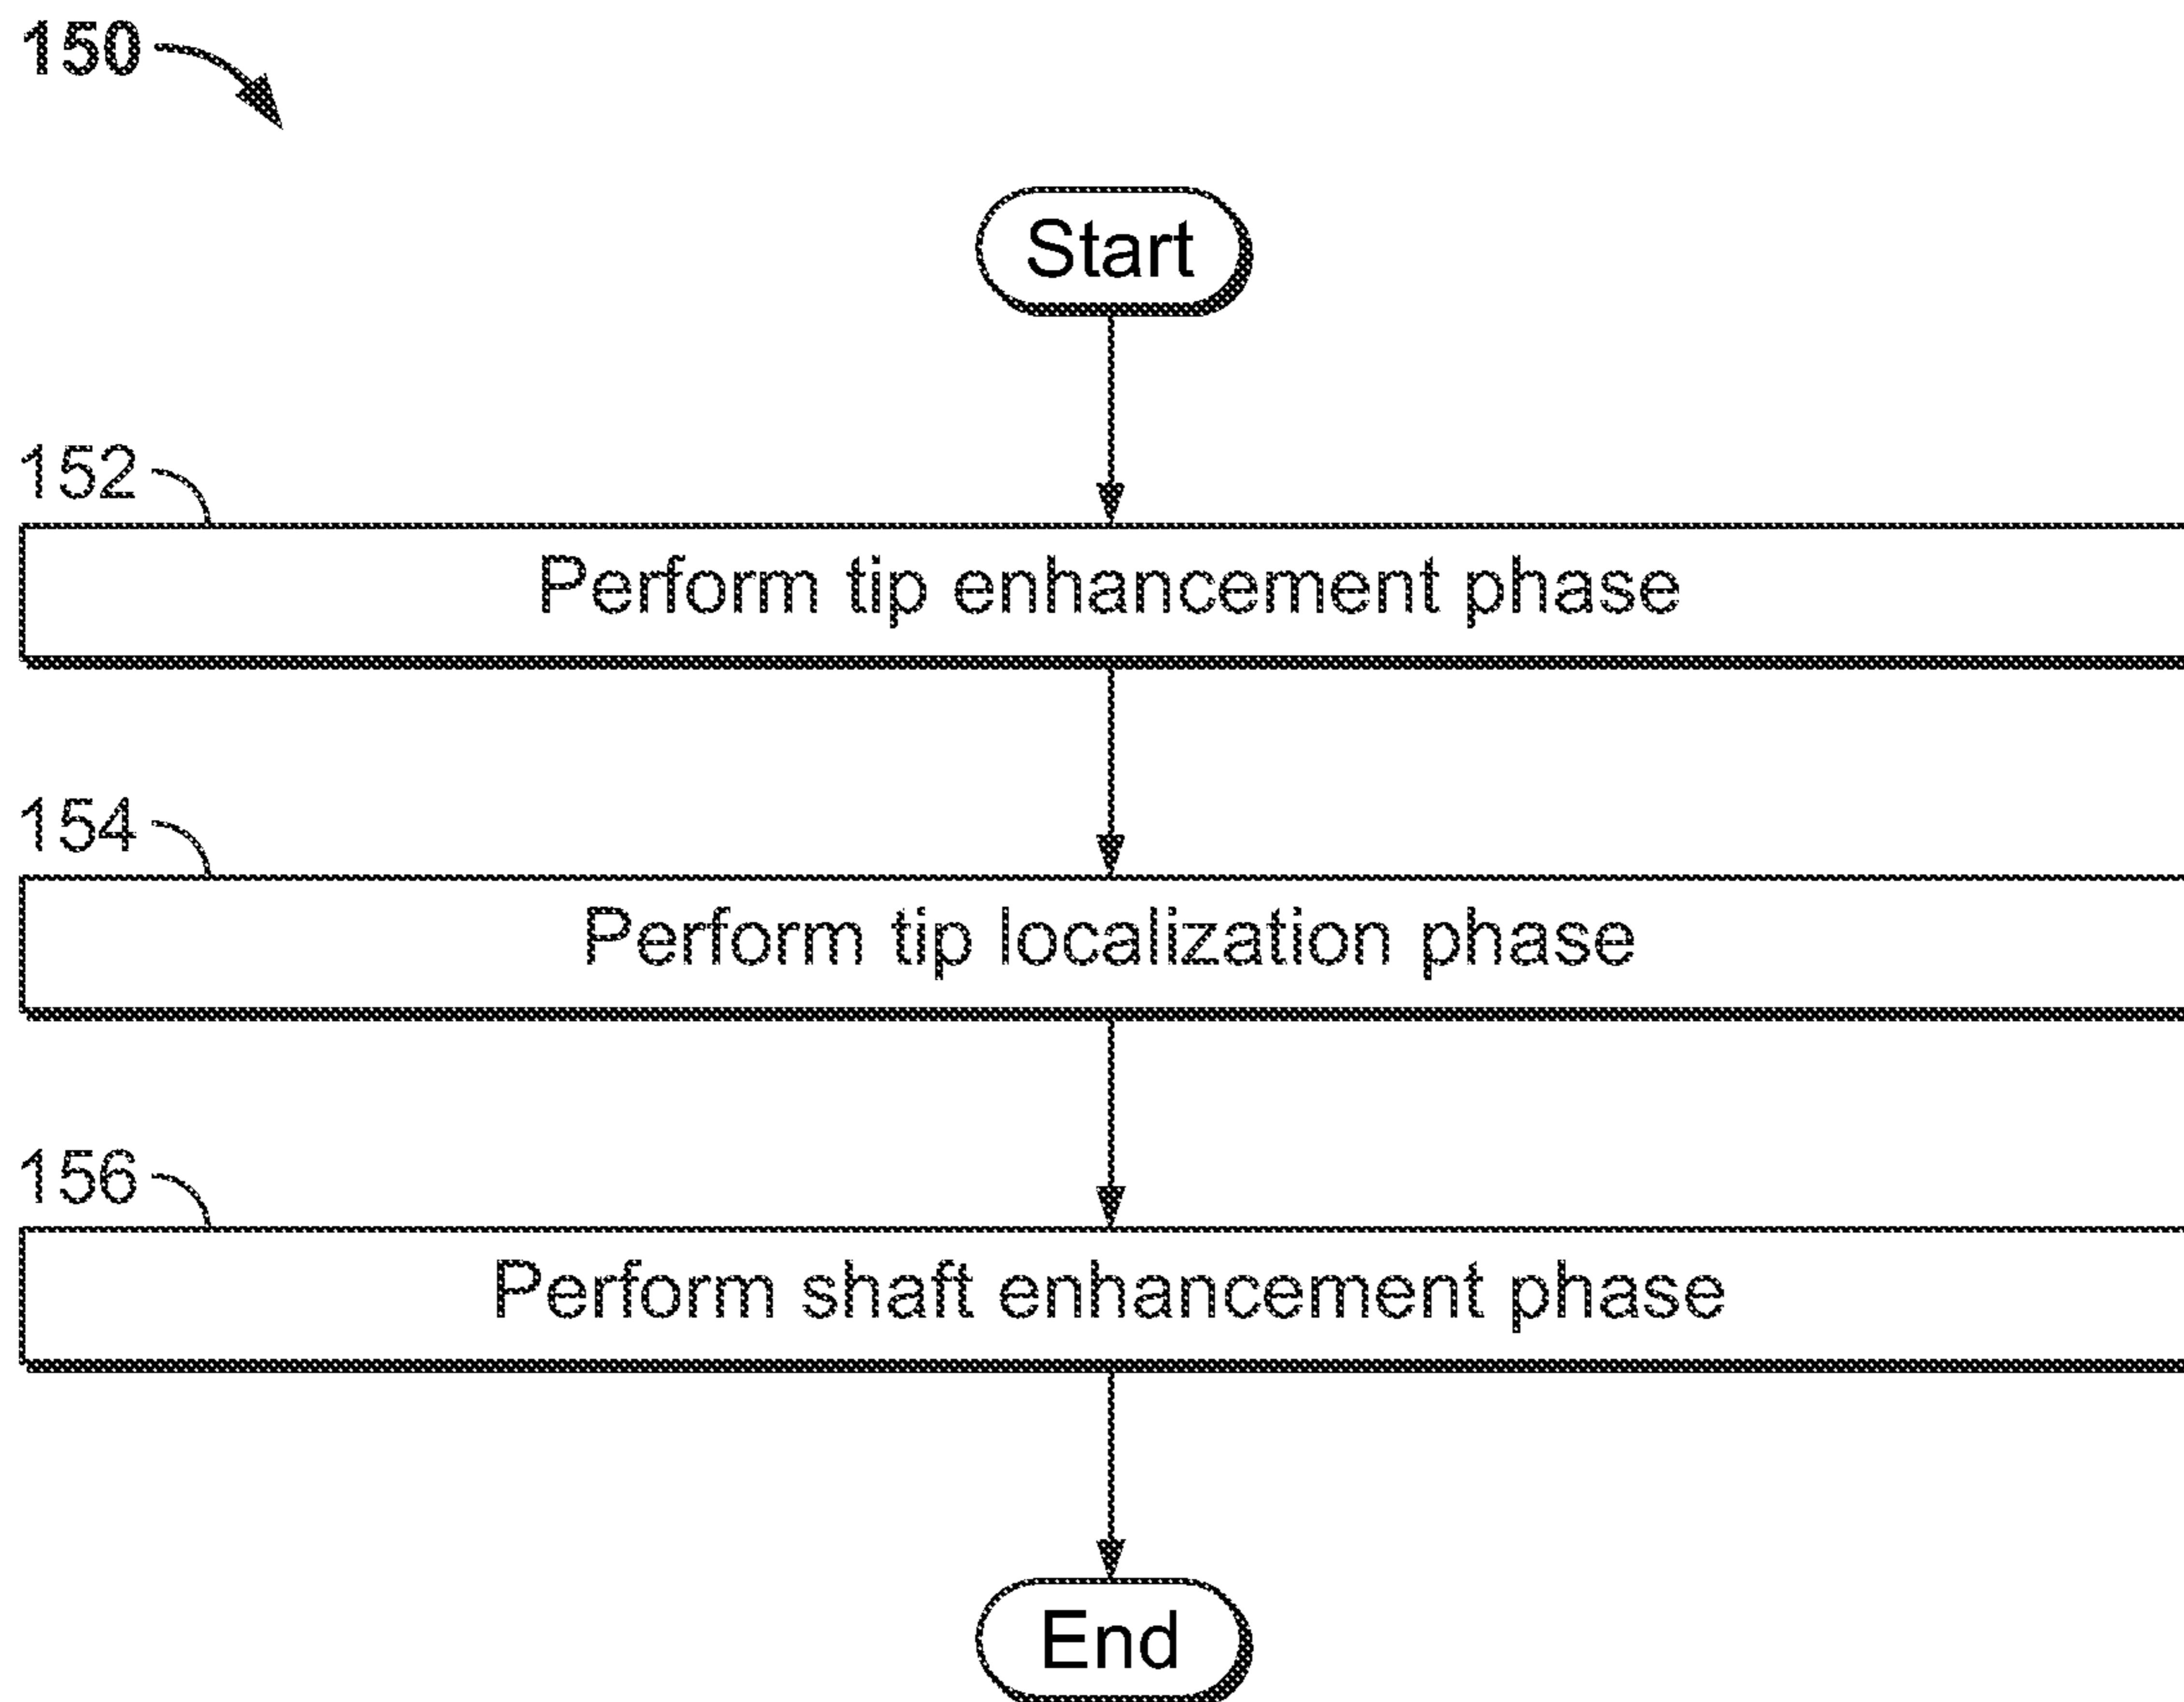 150
Start
152
Perform tip enhancement phase
154
Perform tip localization phase
156
Perform shaft enhancement phase
End